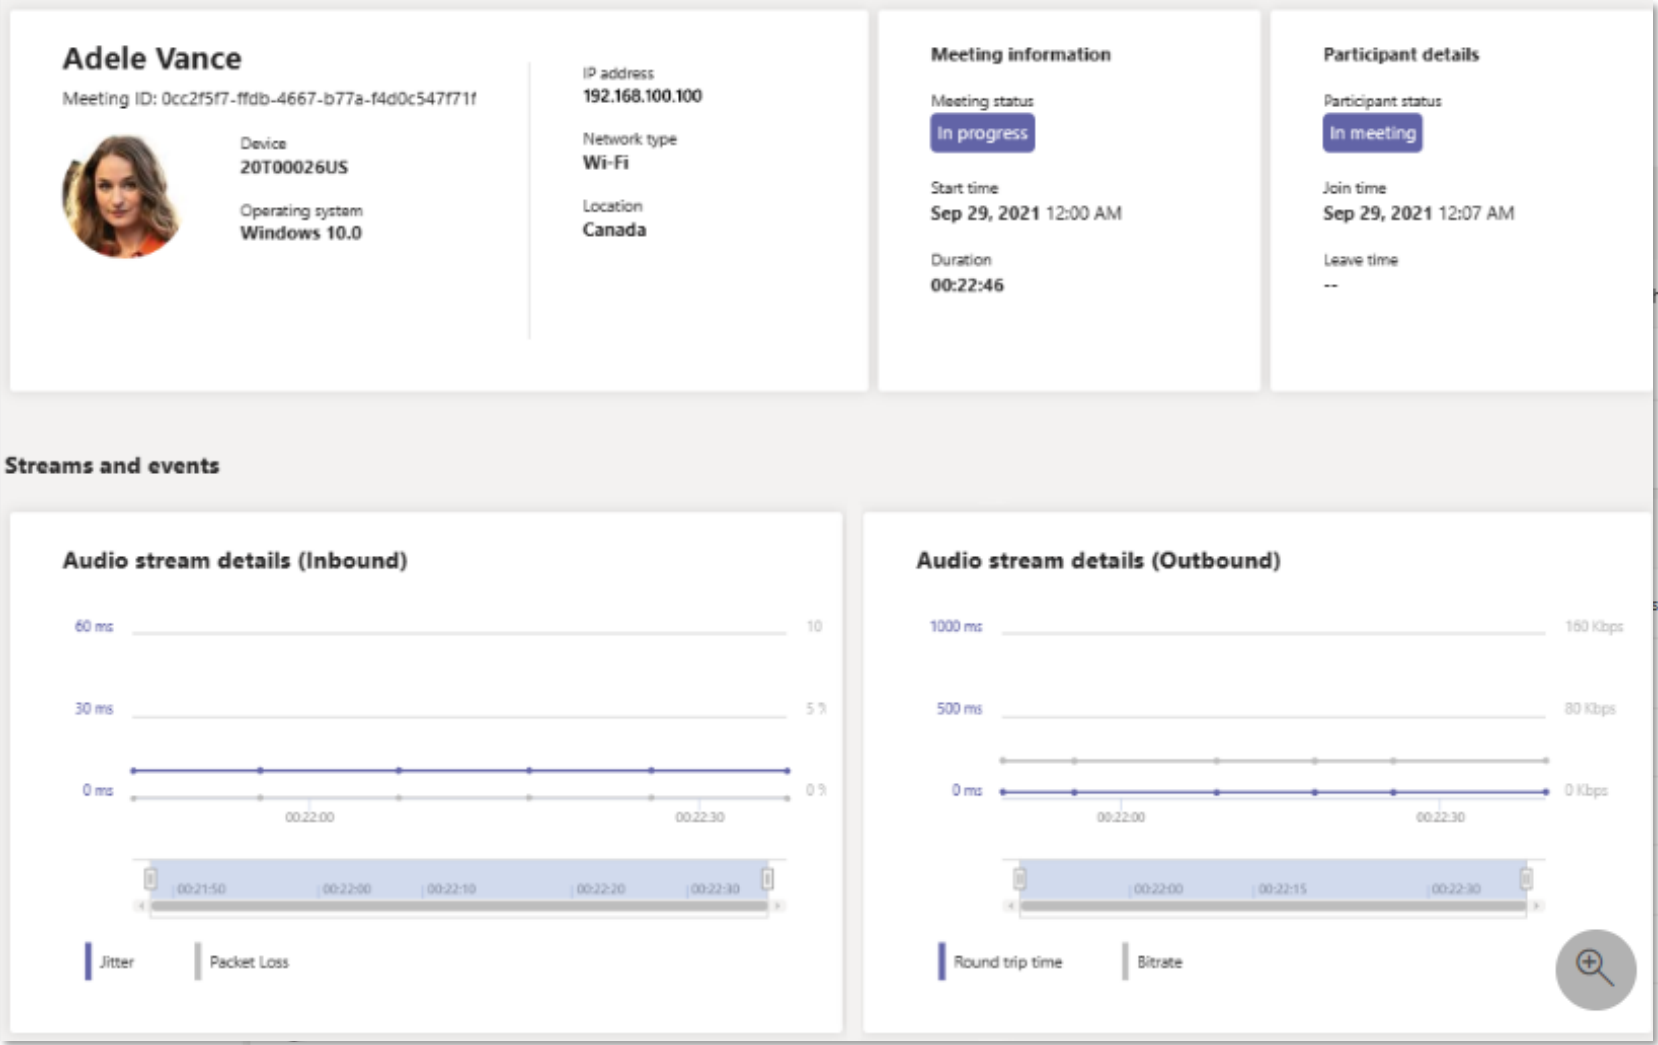 Adele Vance
Meeting ID: 0cc2f5f7-ffdb-4667-b77a-f4d0c547f71f
Device
20T00026US
Operating system
Windows 10.0
IP address
192.168.100.100
Network type
Wi-Fi
Location
Canada
Meeting information
Meeting status
In progress
Start time
Sep 29, 2021 12:00 AM
Duration
00:22:46
Participant details
Participant status
In meeting
Join time
Sep 29, 2021 12:07 AM
Leave time
--
Streams and events
Audio stream details (Inbound)
60 ms
10
30 ms
5 %
0 ms
0 %
00:22:00
00:22:30
00:21:50
00:22:00
00:22:10
00:22:20
00:22:30
Jitter
Packet Loss
Audio stream details (Outbound)
1000 ms
160 Kbps
500 ms
80 Kbps
0 ms
0 Kbps
00:22:00
00:22:30
00:22:00
00:22:15
00:22:30
Round trip time
Bitrate